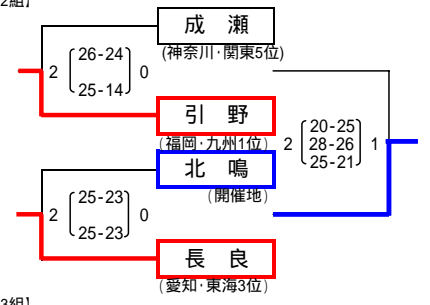 2組】
成　瀬
(神奈川･関東5位)
2 26-24 0
25-14
引　野
(福岡･九州1位)
2 20-25 1
28-26
25-21
北　鳴
(開催地)
2 25-23 0
25-23
長　良
(愛知･東海3位)
3組】